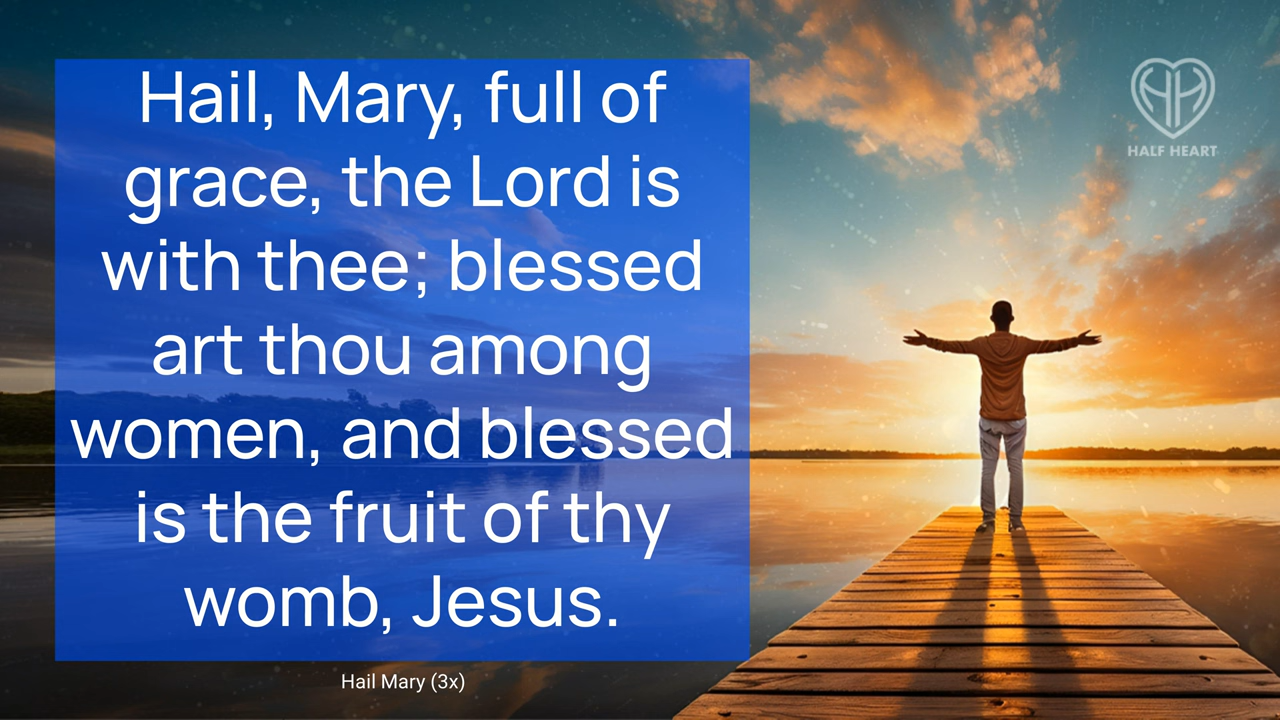 Hail, Mary, full of
grace, the Lord is
with thee; blessed
art thou among
women, and blessed
is the fruit of thy
womb, Jesus.
Hail Mary (3x)
HALF HEART